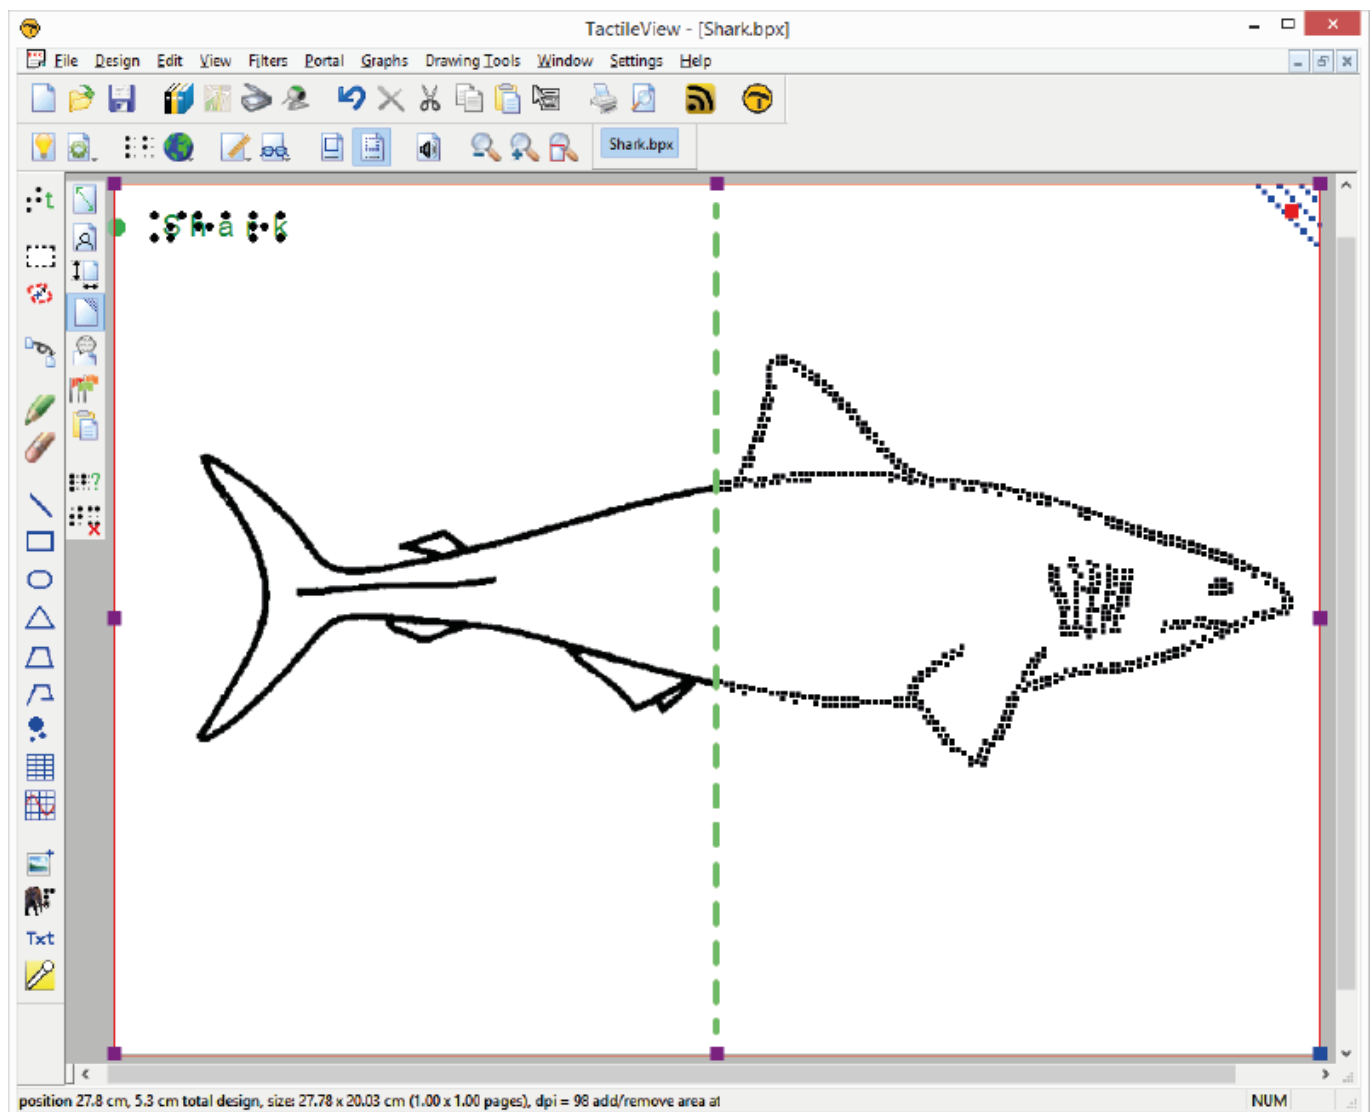 TactileView - [Shark.bpx]
File Design Edit View Filters Portal Graphs Drawing Tools Window Settings Help
Shark.bpx
t
Shark
Txt
position 27.8 cm, 5.3 cm total design, size: 27.78 x 20.03 cm (1.00 x 1.00 pages), dpi = 98 add/remove area at
NUM